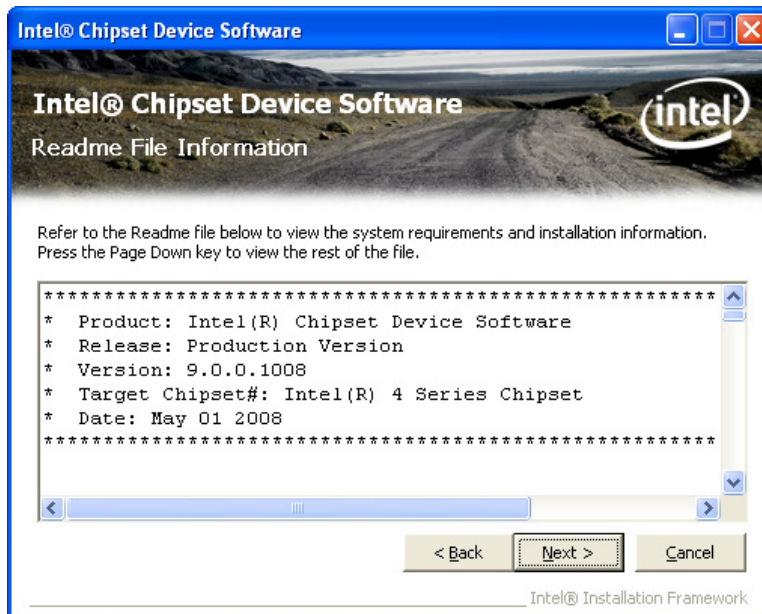 Intel® Chipset Device Software
Intel® Chipset Device Software
intel
Readme File Information
Refer to the Readme file below to view the system requirements and installation information.
Press the Page Down key to view the rest of the file.
********************************************************
* Product: Intel(R) Chipset Device Software
* Release: Production Version
* Version: 9.0.0.1008
* Target Chipset#: Intel(R) 4 Series Chipset
* Date: May 01 2008
********************************************************
< Back
Next >
Cancel
Intel® Installation Framework